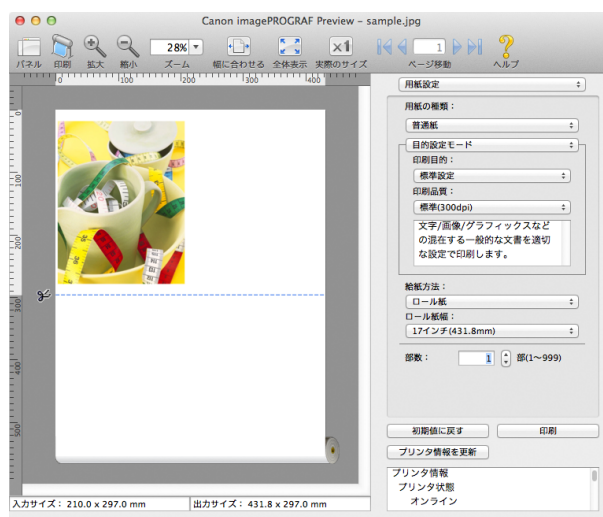 Canon imagePROGRAF Preview – sample.jpg
28% 1
パネル 印刷 拡大 縮小 ズーム 幅に合わせる 全体表示 実際のサイズ ページ移動 ヘルプ
0 100 200 300 400
0
100
200
300
400
500
用紙設定
用紙の種類：
普通紙
目的設定モード
印刷目的：
標準設定
印刷品質：
標準(300dpi)
文字/画像/グラフィックスなど
の混在する一般的な文書を適切
な設定で印刷します。
給紙方法：
ロール紙
ロール紙幅：
17インチ(431.8mm)
部数： 1 部(1~999)
初期値に戻す 印刷
プリンタ情報を更新
プリンタ情報
プリンタ状態
オンライン
入力サイズ： 210.0 x 297.0 mm 出力サイズ： 431.8 x 297.0 mm